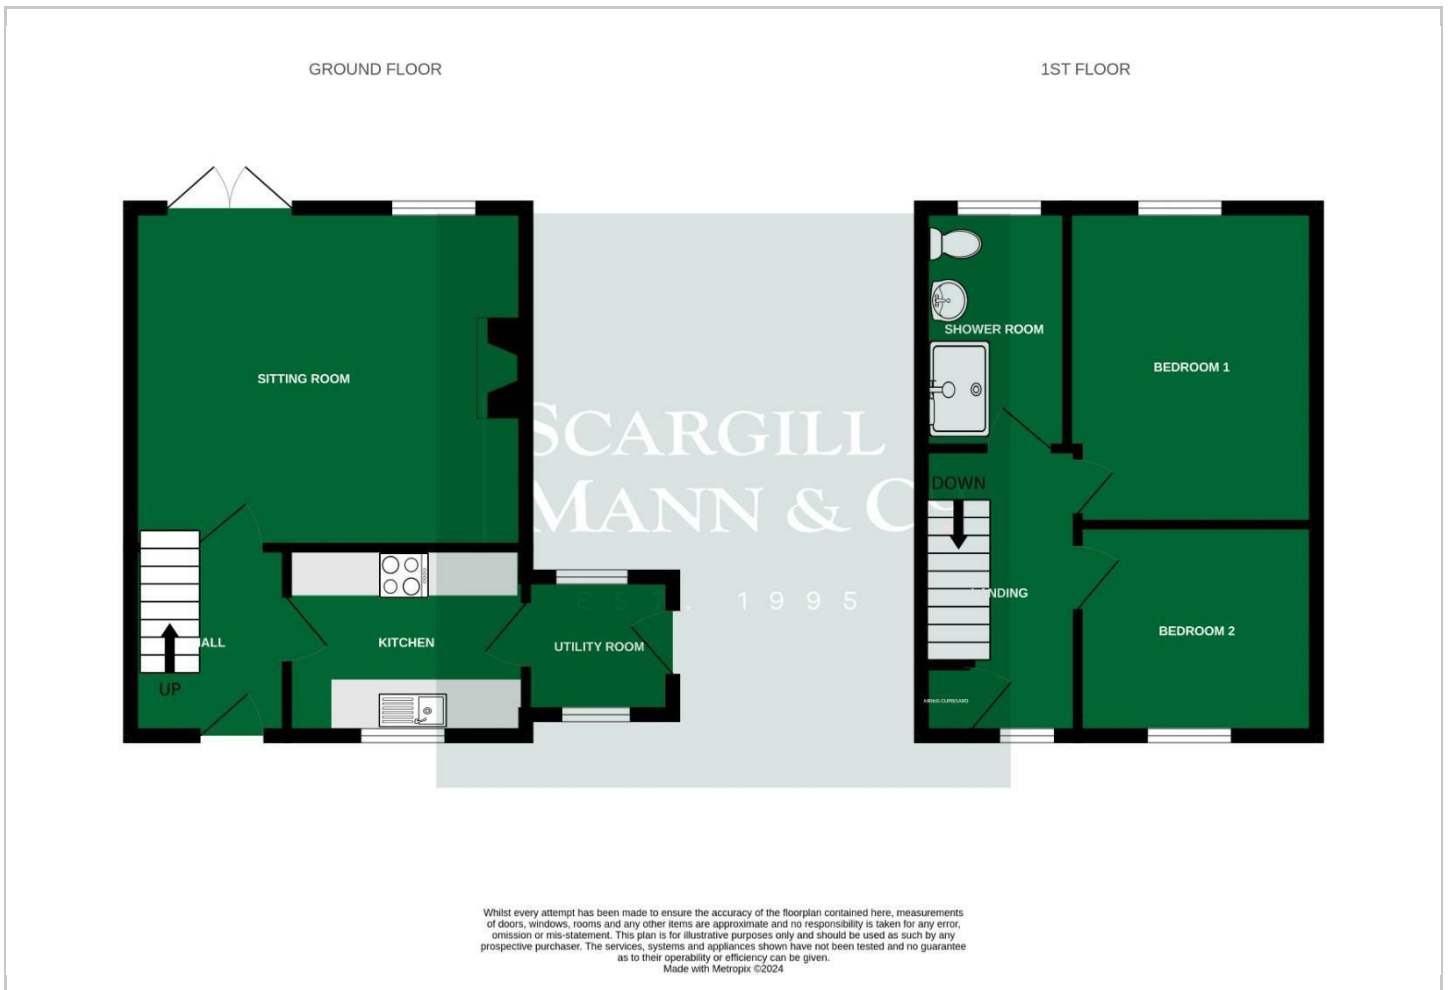 GROUND FLOOR
1ST FLOOR
SITTING ROOM
UP
KITCHEN
UTILITY ROOM
SHOWER ROOM
BEDROOM 1
DOWN
BEDROOM 2
AIRING CUPBOARD
SCARGILL
MANN & C
EST. 1995
Whilst every attempt has been made to ensure the accuracy of the floorplan contained here, measurements
of doors, windows, rooms and any other items are approximate and no responsibility is taken for any error,
omission or mis-statement. This plan is for illustrative purposes only and should be used as such by any
prospective purchaser. The services, systems and appliances shown have not been tested and no guarantee
as to their operability or efficiency can be given.
Made with Metropix ©2024